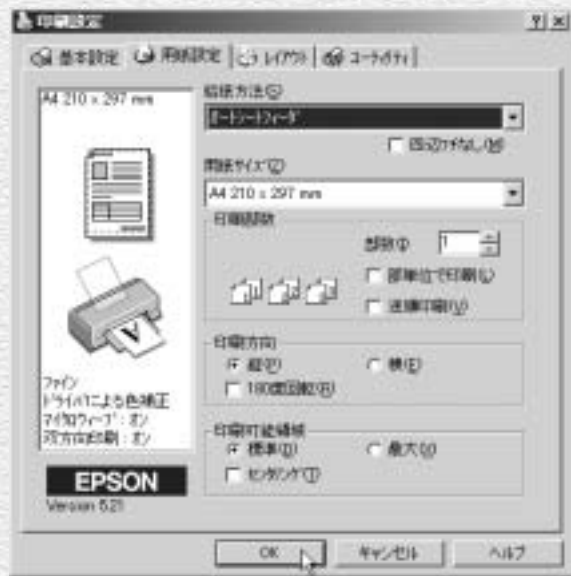 印刷設定
基本設定 用紙設定 レイアウト ユーティリティ
A4 210 x 297 mm
ファイン
ドライバによる色補正
マイクロウィーブ：オン
双方向印刷：オン
EPSON
Version 5.21
給紙方法(S)
オートシートフィーダ
四辺フチなし(M)
用紙サイズ(Z)
A4 210 x 297 mm
印刷部数
部数(I) 1
部単位で印刷(L)
逆順印刷(V)
印刷方向
縦(P) 横(E)
180度回転(R)
印刷可能領域
標準(D) 最大(X)
センタリング(T)
OK キャンセル ヘルプ